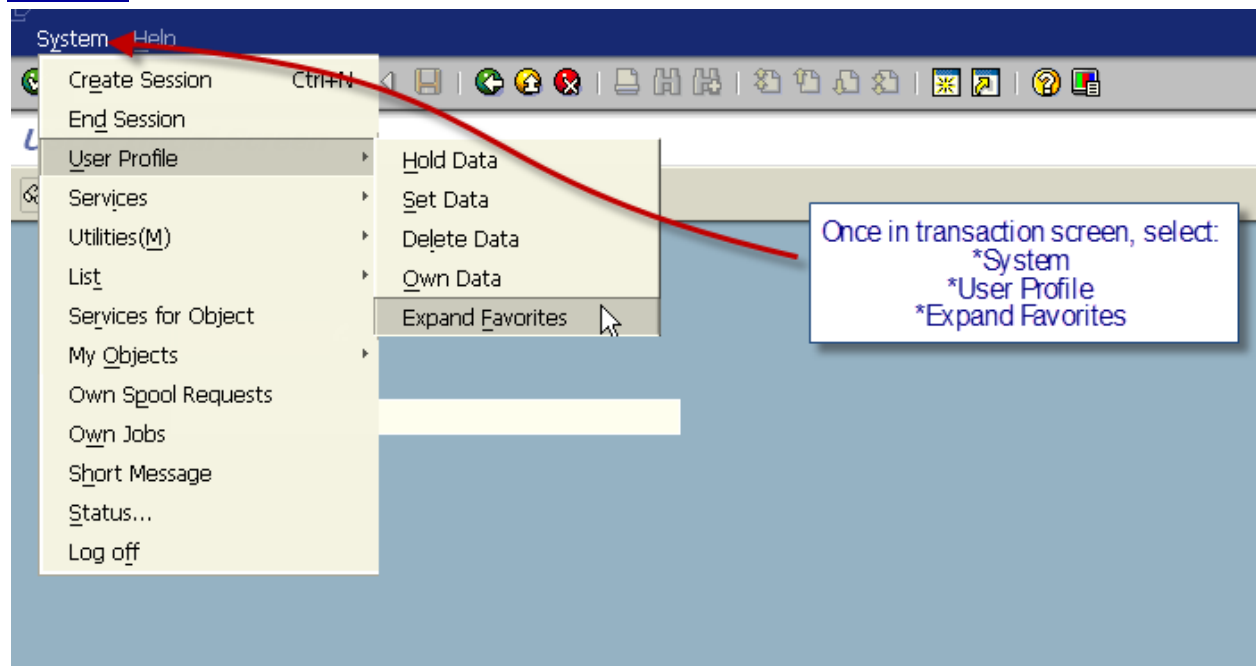 System Help
Create Session Ctrl+N
End Session
User Profile
Services
Utilities(M)
List
Services for Object
My Objects
Own Spool Requests
Own Jobs
Short Message
Status...
Log off
Hold Data
Set Data
Delete Data
Own Data
Expand Favorites
Once in transaction screen, select:
*System
*User Profile
*Expand Favorites